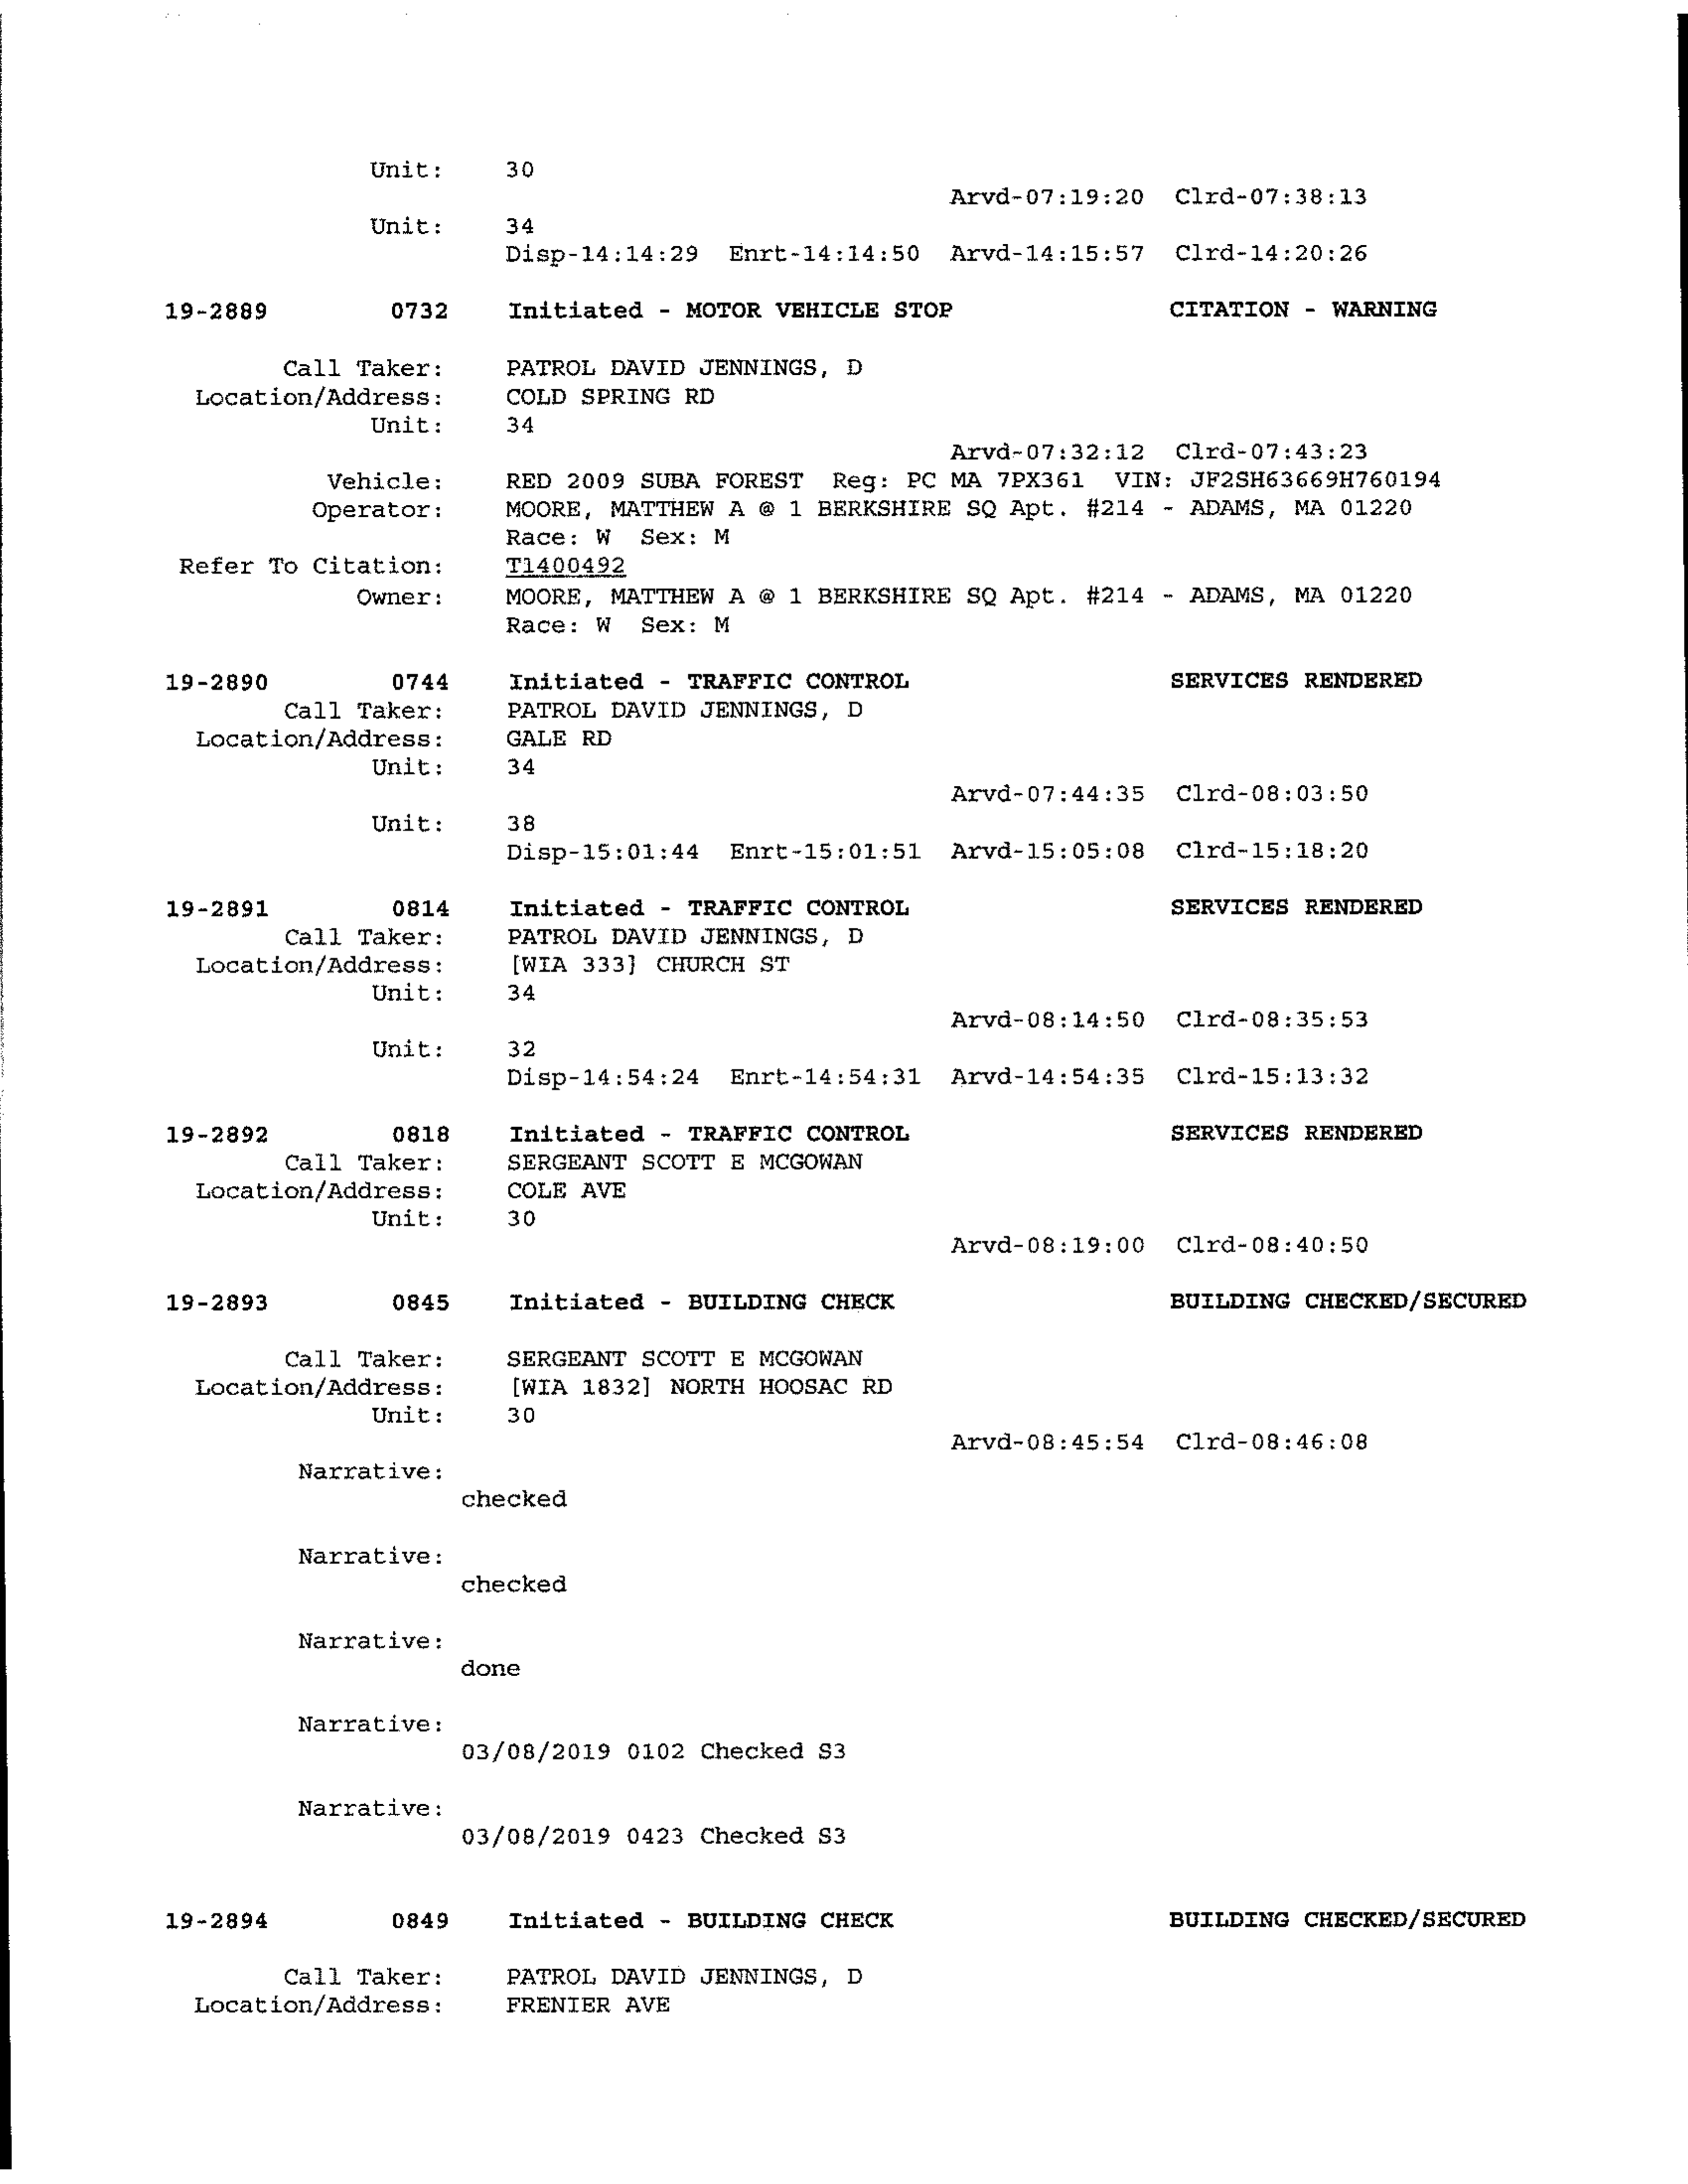 Unit: 30
Arvd-07:19:20 Clrd-07:38:13
Unit: 34
Disp-14:14:29 Enrt-14:14:50 Arvd-14:15:57 Clrd-14:20:26
19-2889 0732 Initiated - MOTOR VEHICLE STOP CITATION - WARNING
Call Taker: PATROL DAVID JENNINGS, D
Location/Address: COLD SPRING RD
Unit: 34
Arvd-07:32:12 Clrd-07:43:23
Vehicle: RED 2009 SUBA FOREST Reg: PC MA 7PX361 VIN: JF2SH63669H760194
Operator: MOORE, MATTHEW A @ 1 BERKSHIRE SQ Apt. #214 - ADAMS, MA 01220
Race: W Sex: M
Refer To Citation: T1400492
Owner: MOORE, MATTHEW A @ 1 BERKSHIRE SQ Apt. #214 - ADAMS, MA 01220
Race: W Sex: M
19-2890 0744 Initiated - TRAFFIC CONTROL SERVICES RENDERED
Call Taker: PATROL DAVID JENNINGS, D
Location/Address: GALE RD
Unit: 34
Arvd-07:44:35 Clrd-08:03:50
Unit: 38
Disp-15:01:44 Enrt-15:01:51 Arvd-15:05:08 Clrd-15:18:20
19-2891 0814 Initiated - TRAFFIC CONTROL SERVICES RENDERED
Call Taker: PATROL DAVID JENNINGS, D
Location/Address: [WIA 333] CHURCH ST
Unit: 34
Arvd-08:14:50 Clrd-08:35:53
Unit: 32
Disp-14:54:24 Enrt-14:54:31 Arvd-14:54:35 Clrd-15:13:32
19-2892 0818 Initiated - TRAFFIC CONTROL SERVICES RENDERED
Call Taker: SERGEANT SCOTT E MCGOWAN
Location/Address: COLE AVE
Unit: 30
Arvd-08:19:00 Clrd-08:40:50
19-2893 0845 Initiated - BUILDING CHECK BUILDING CHECKED/SECURED
Call Taker: SERGEANT SCOTT E MCGOWAN
Location/Address: [WIA 1832] NORTH HOOSAC RD
Unit: 30
Arvd-08:45:54 Clrd-08:46:08
Narrative:
checked
Narrative:
checked
Narrative:
done
Narrative:
03/08/2019 0102 Checked S3
Narrative:
03/08/2019 0423 Checked S3
19-2894 0849 Initiated - BUILDING CHECK BUILDING CHECKED/SECURED
Call Taker: PATROL DAVID JENNINGS, D
Location/Address: FRENIER AVE